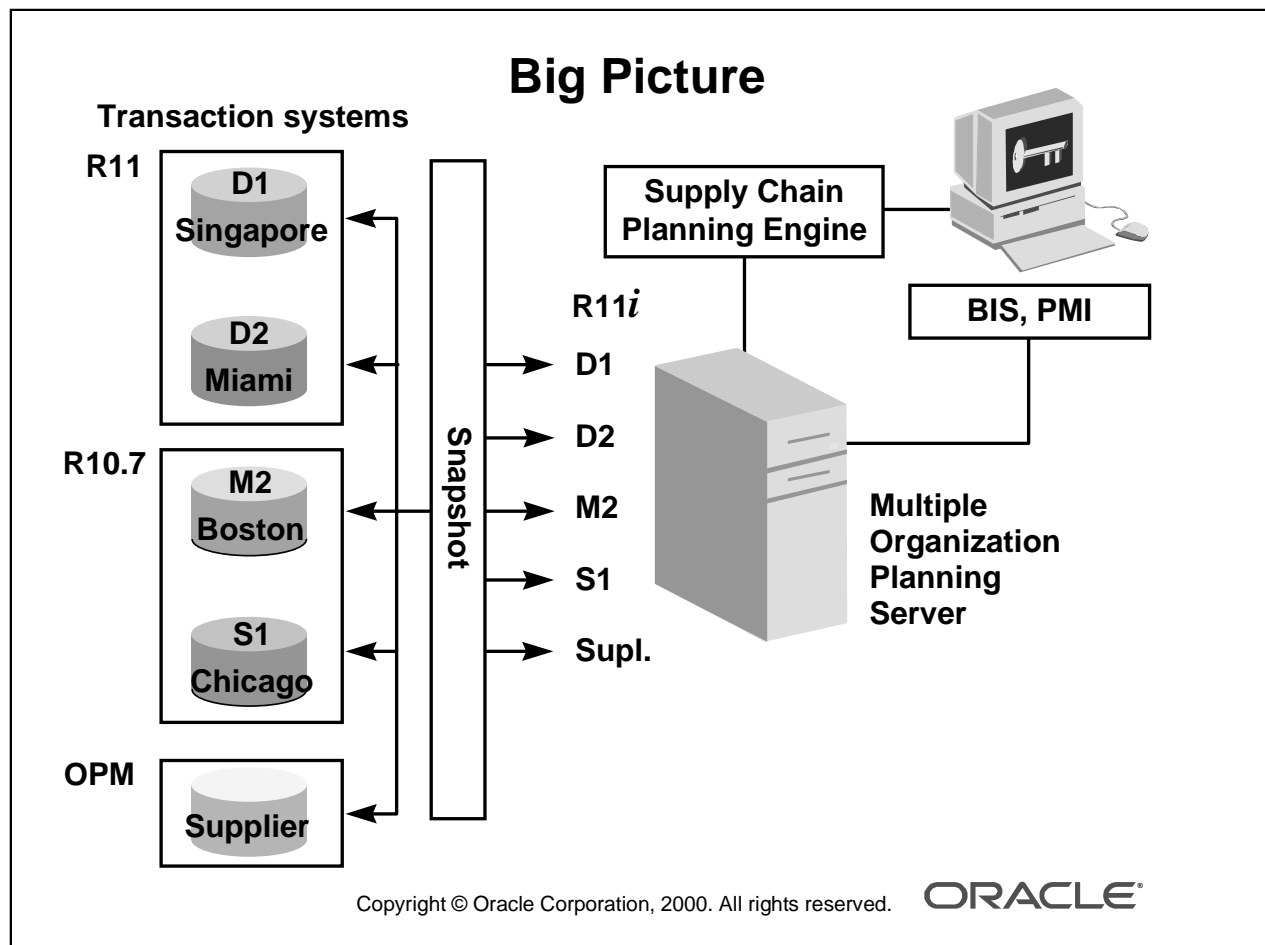 Big Picture
Transaction systems
R11
D1
Singapore
D2
Miami
R10.7
M2
Boston
S1
Chicago
OPM
Supplier
Snapshot
R11i
D1
D2
M2
S1
Supl.
Supply Chain
Planning Engine
BIS, PMI
Multiple
Organization
Planning
Server
Copyright © Oracle Corporation, 2000. All rights reserved.
ORACLE®